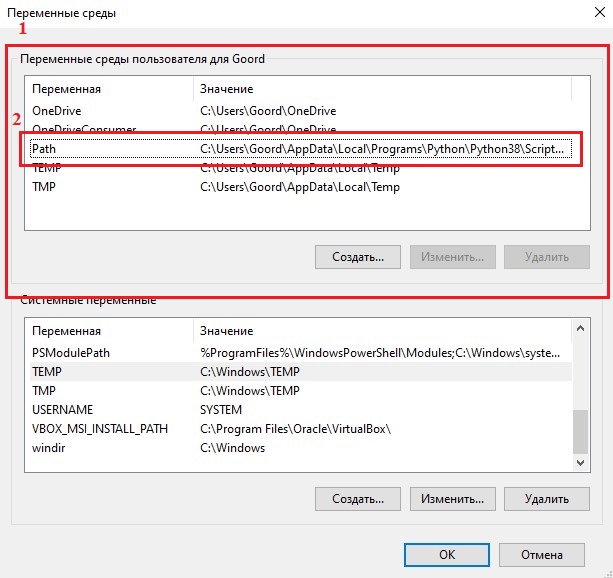 Переменные среды
1
Переменные среды пользователя для Goord
Переменная Значение
OneDrive C:\Users\Goord\OneDrive
2
OneDriveConsumer C:\Users\Goord\OneDrive
Path C:\Users\Goord\AppData\Local\Programs\Python\Python38\Script...
TEMP C:\Users\Goord\AppData\Local\Temp
TMP C:\Users\Goord\AppData\Local\Temp
Создать... Изменить... Удалить
Системные переменные
Переменная Значение
PSModulePath %ProgramFiles%\WindowsPowerShell\Modules;C:\Windows\syste...
TEMP C:\Windows\TEMP
TMP C:\Windows\TEMP
USERNAME SYSTEM
VBOX_MSI_INSTALL_PATH C:\Program Files\Oracle\VirtualBox\
windir C:\Windows
Создать... Изменить... Удалить
ОК Отмена